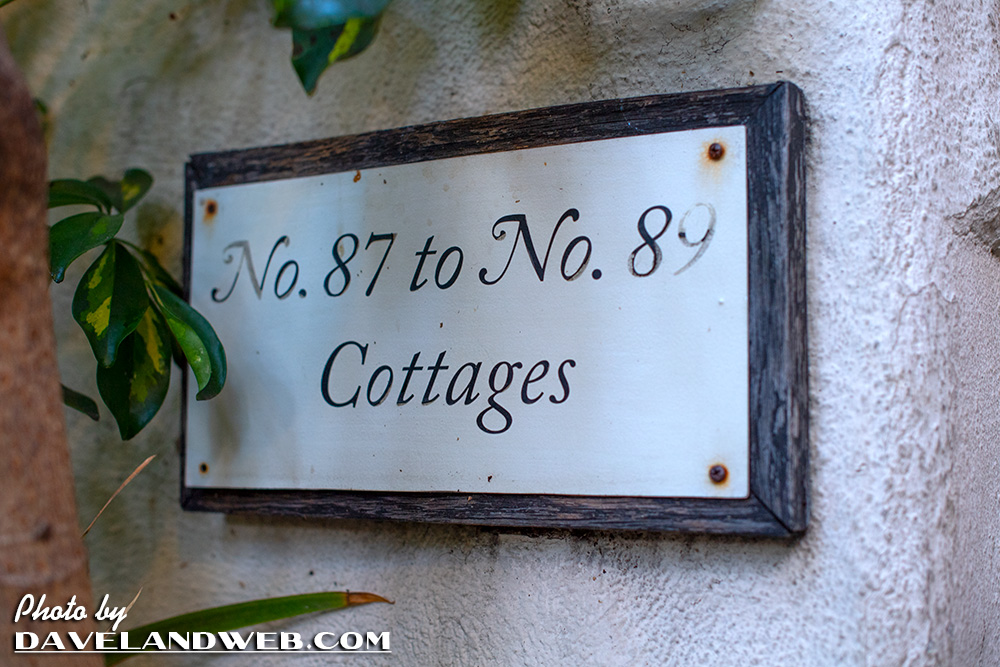 No. 87 to No. 89
Cottages
Photo by
DAVELANDWEB.COM